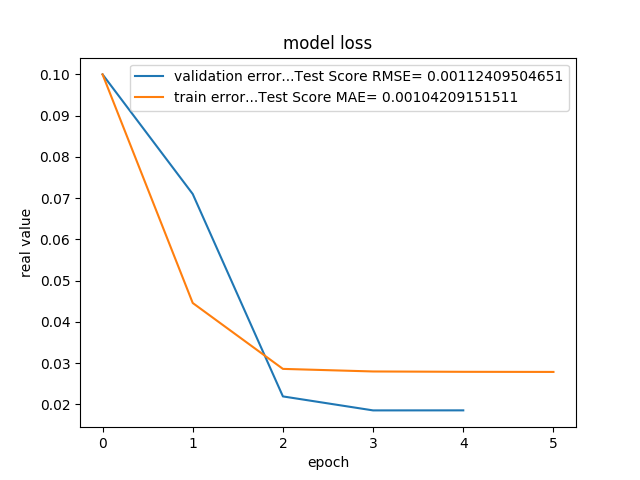 model loss
validation error...Test Score RMSE= 0.00112409504651
train error...Test Score MAE= 0.00104209151511
0.10
0.09
0.08
0.07
0.06
0.05
0.04
0.03
0.02
real value
0 1 2 3 4 5
epoch